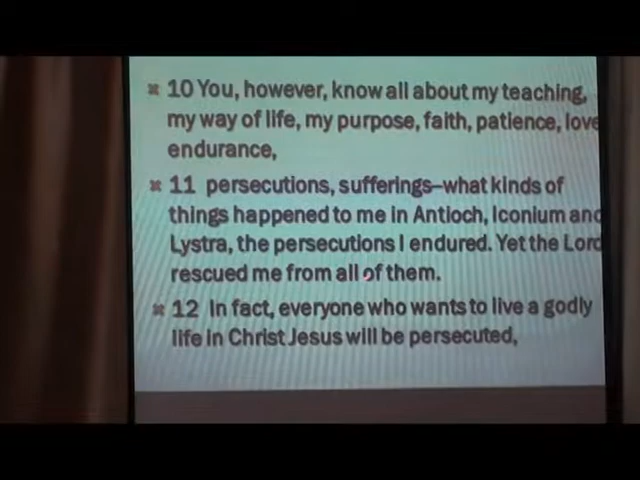 10 You, however, know all about my teaching,
my way of life, my purpose, faith, patience, love
endurance,
11 persecutions, sufferings–what kinds of
things happened to me in Antioch, Iconium and
Lystra, the persecutions I endured. Yet the Lord
rescued me from all of them.
12 In fact, everyone who wants to live a godly
life in Christ Jesus will be persecuted,